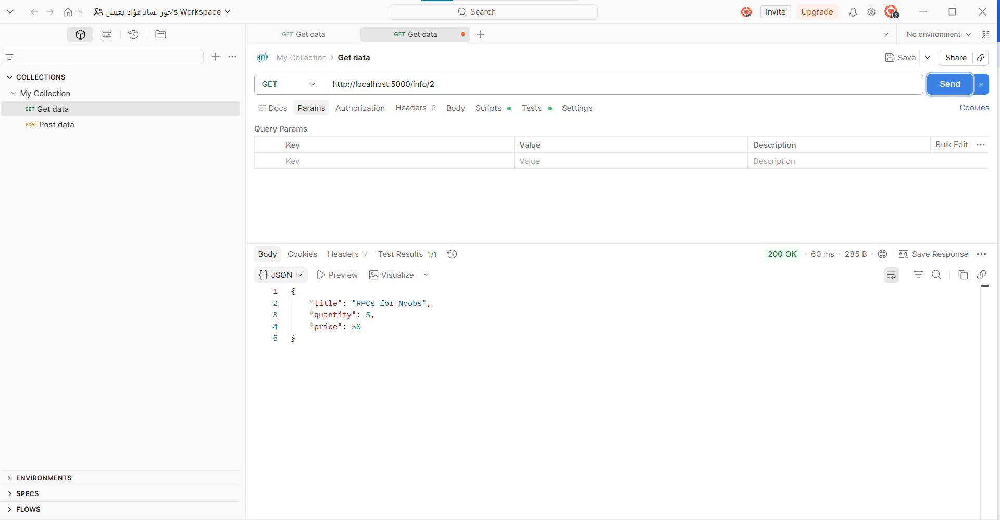 حور عماد فؤاد يعيش's Workspace
Search
Invite
Upgrade
GET Get data
GET Get data
No environment
HTTP
My Collection > Get data
Save
Share
COLLECTIONS
My Collection
GET Get data
POST Post data
GET
http://localhost:5000/info/2
Send
Docs
Params
Authorization
Headers 6
Body
Scripts
Tests
Settings
Cookies
Query Params
Key Value Description Bulk Edit
Key Value Description
Body
Cookies
Headers 7
Test Results 1/1
200 OK
60 ms
285 B
e.g. Save Response
{} JSON
Preview
Visualize
1 {
2 "title": "RPCs for Noobs",
3 "quantity": 5,
4 "price": 50
5 }
ENVIRONMENTS
SPECS
FLOWS